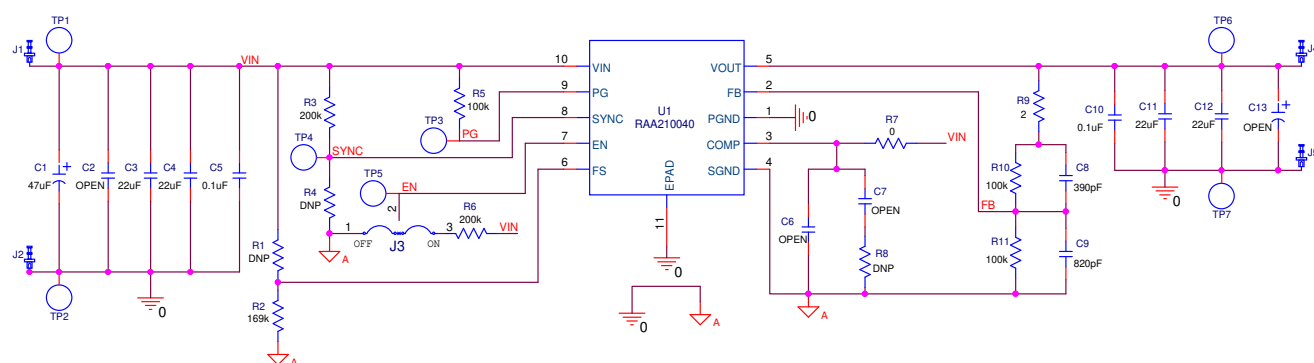 TP1
J1
VIN
C1
47uF
C2
OPEN
C3
22uF
C4
22uF
C5
0.1uF
J2
TP2
0
R1
DNP
R2
169k
A
R3
200k
TP4
SYNC
R4
DNP
A
R5
100k
TP3
PG
TP5
EN
2
1
OFF
J3
ON
3
R6
200k
VIN
10
9
8
7
6
VIN
PG
SYNC
EN
FS
U1
RAA210040
EPAD
11
0
VOUT
FB
PGND
COMP
SGND
5
2
1
3
4
0
0
A
R7
0
VIN
C6
OPEN
C7
OPEN
R8
DNP
A
R9
2
R10
100k
C8
390pF
FB
R11
100k
C9
820pF
C10
0.1uF
C11
22uF
C12
22uF
C13
OPEN
TP6
J4
J5
0
TP7